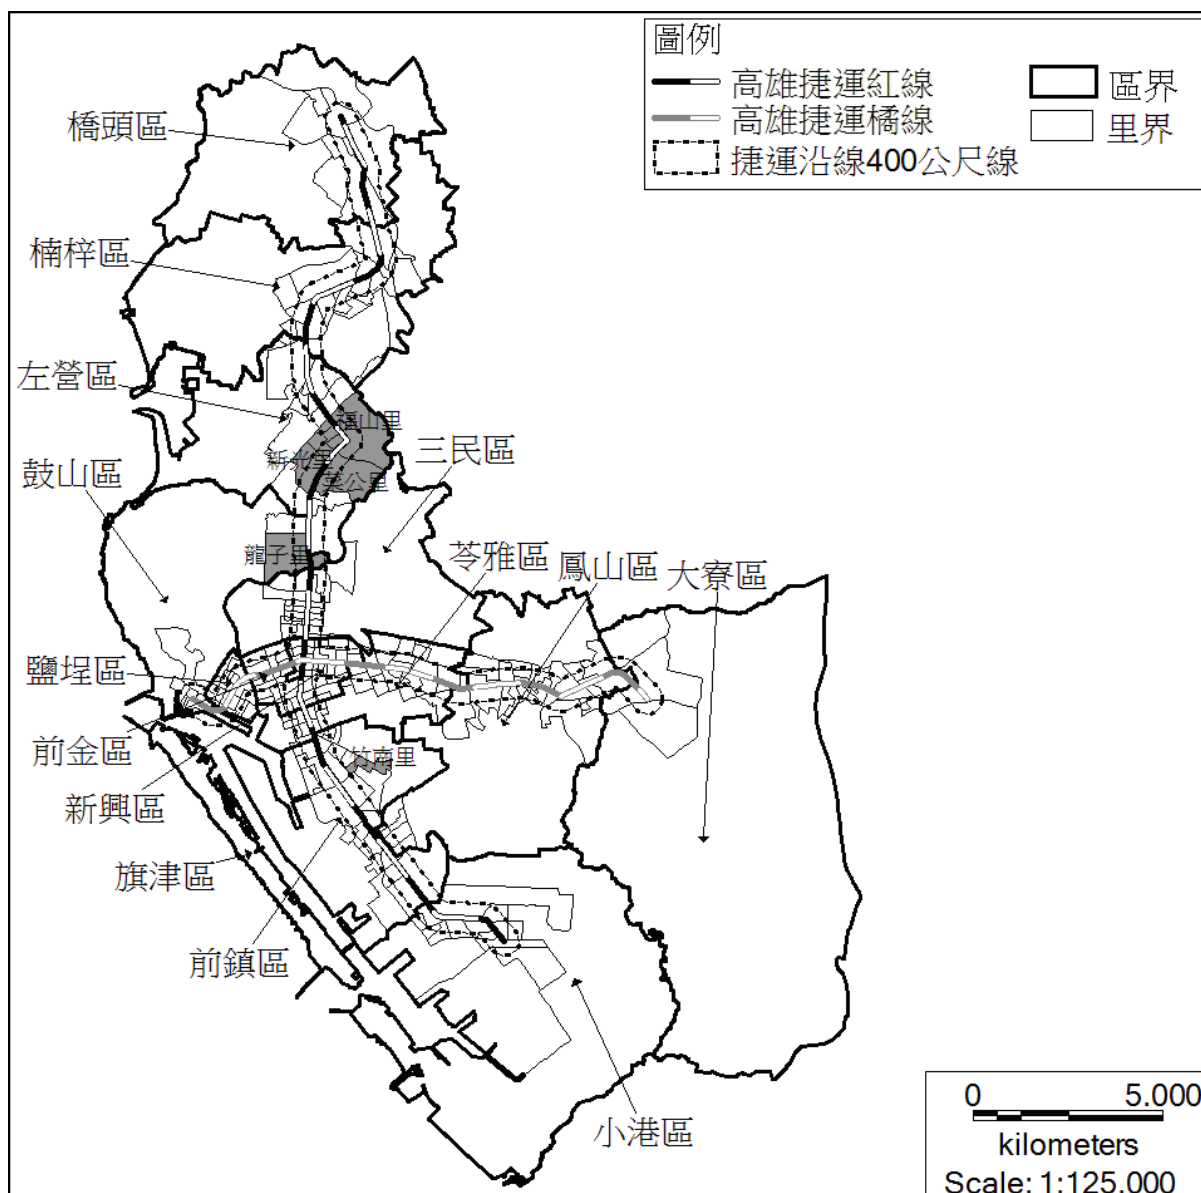 圖例
高雄捷運紅線
高雄捷運橘線
捷運沿線400公尺線
區界
里界
橋頭區
楠梓區
左營區
福山里
新光里
菜公里
三民區
鼓山區
龍子里
苓雅區
鳳山區
大寮區
鹽埕區
前金區
新興區
竹南里
旗津區
前鎮區
小港區
0 5.000
kilometers
Scale: 1:125.000